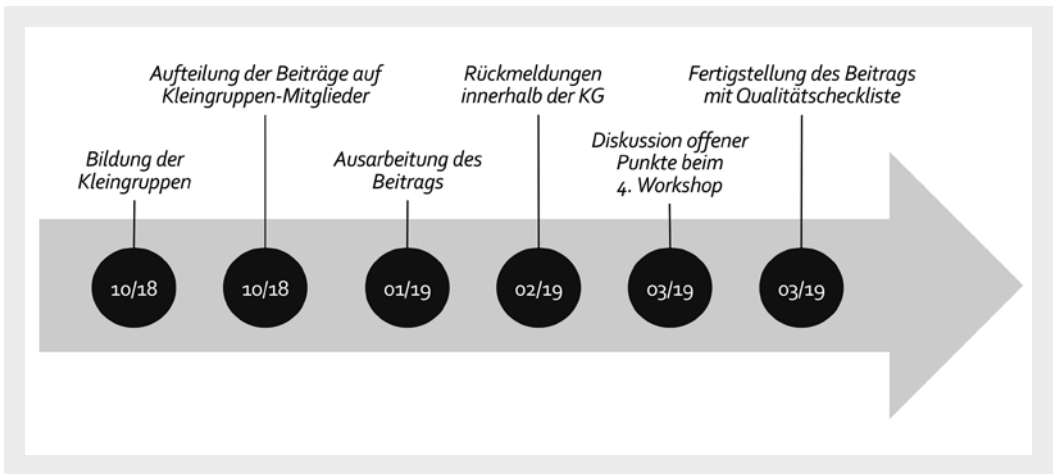 Bildung der
Kleingruppen
Aufteilung der Beiträge auf
Kleingruppen-Mitglieder
Ausarbeitung des
Beitrags
Rückmeldungen
innerhalb der KG
Diskussion offener
Punkte beim
4. Workshop
Fertigstellung des Beitrags
mit Qualitätscheckliste
10/18
10/18
01/19
02/19
03/19
03/19